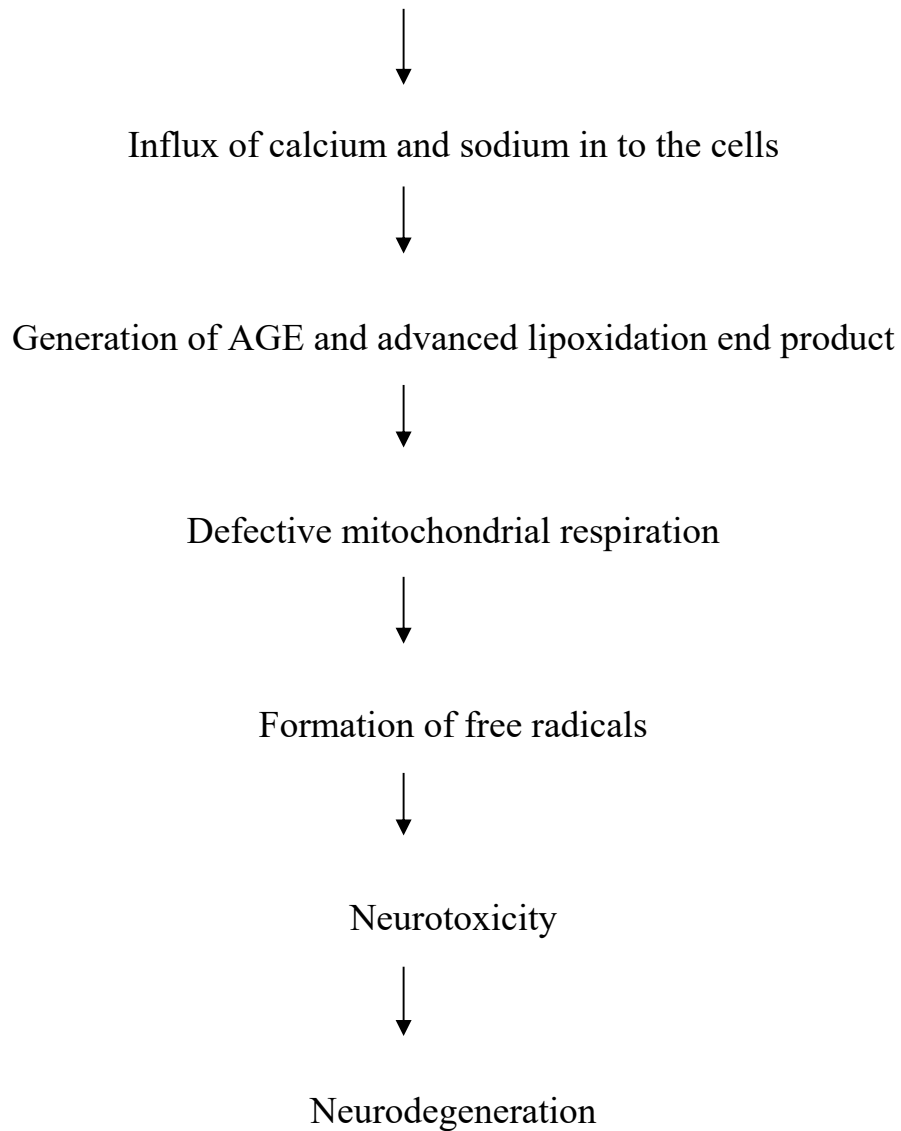 Influx of calcium and sodium in to the cells
Generation of AGE and advanced lipoxidation end product
Defective mitochondrial respiration
Formation of free radicals
Neurotoxicity
Neurodegeneration